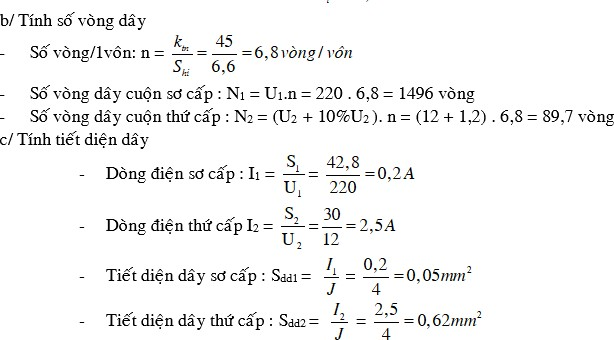 b/ Tính số vòng dây
- Số vòng/1vôn: n = k_tn / S_hi = 45 / 6,6 = 6,8 vòng / vôn
- Số vòng dây cuộn sơ cấp : N1 = U1.n = 220 . 6,8 = 1496 vòng
- Số vòng dây cuộn thứ cấp : N2 = (U2 + 10%U2 ). n = (12 + 1,2) . 6,8 = 89,7 vòng
c/ Tính tiết diện dây
- Dòng điện sơ cấp : I1 = S1 / U1 = 42,8 / 220 = 0,2 A
- Dòng điện thứ cấp I2 = S2 / U2 = 30 / 12 = 2,5A
- Tiết diện dây sơ cấp : Sdd1 = I1 / J = 0,2 / 4 = 0,05mm²
- Tiết diện dây thứ cấp : Sdd2 = I2 / J = 2,5 / 4 = 0,62mm²